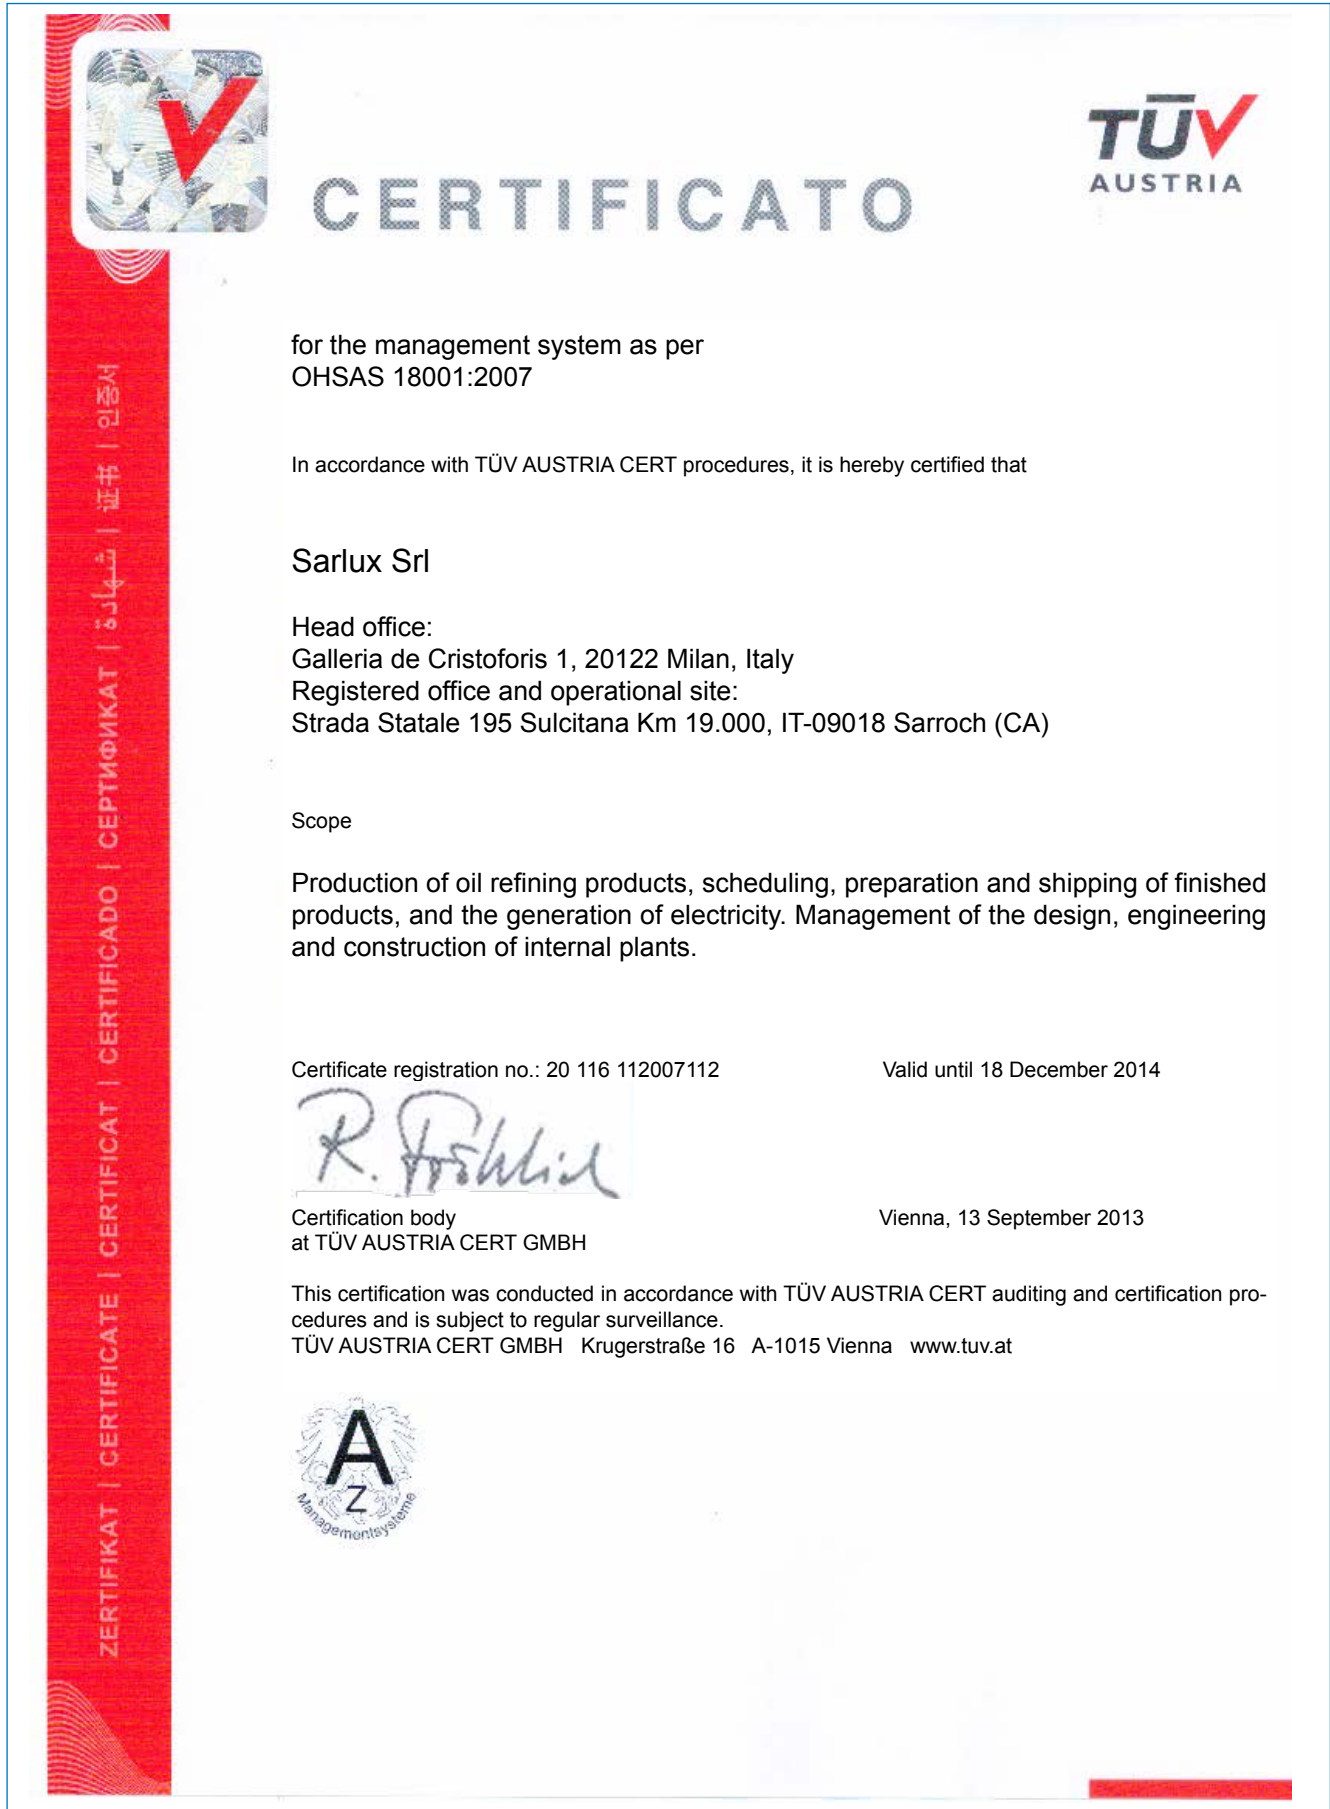 TÜV
AUSTRIA
CERTIFICATO
for the management system as per
OHSAS 18001:2007
In accordance with TÜV AUSTRIA CERT procedures, it is hereby certified that
Sarlux Srl
Head office:
Galleria de Cristoforis 1, 20122 Milan, Italy
Registered office and operational site:
Strada Statale 195 Sulcitana Km 19.000, IT-09018 Sarroch (CA)
Scope
Production of oil refining products, scheduling, preparation and shipping of finished
products, and the generation of electricity. Management of the design, engineering
and construction of internal plants.
Certificate registration no.: 20 116 112007112 Valid until 18 December 2014
R. Fröhlich
Certification body Vienna, 13 September 2013
at TÜV AUSTRIA CERT GMBH
This certification was conducted in accordance with TÜV AUSTRIA CERT auditing and certification pro-
cedures and is subject to regular surveillance.
TÜV AUSTRIA CERT GMBH Krugerstraße 16 A-1015 Vienna www.tuv.at
A
Z
Managementsysteme
ZERTIFIKAT | CERTIFICATE | CERTIFICAT | CERTIFICADO | СЕРТИФИКАТ | شهادة | 证书 | 인증서